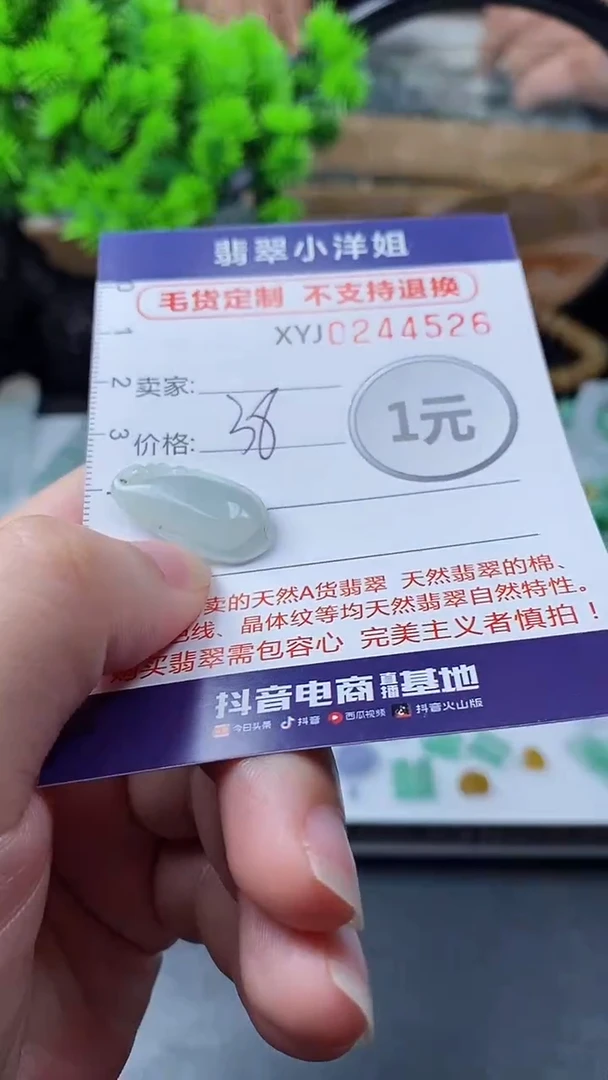 翡翠小洋姐
毛货定制 不支持退换
XYJ0244526
0
1
2 卖家:
3 价格: 38
1元
卖的天然A货翡翠 天然翡翠的棉、
色线、晶体纹等均天然翡翠自然特性。
购买翡翠需包容心 完美主义者慎拍！
抖音电商直播基地
今日头条 抖音 西瓜视频 抖音火山版